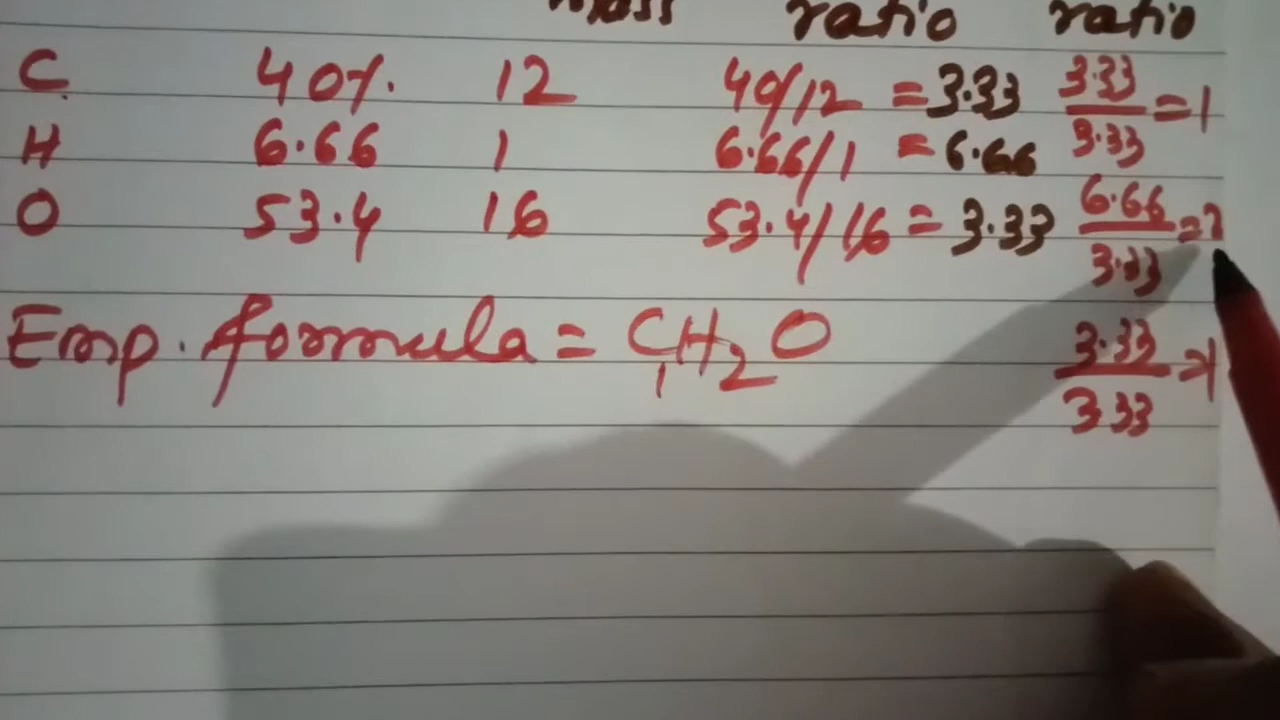 mass ratio ratio
C 40%. 12 40/12 = 3.33 3.33/3.33 = 1
H 6.66 1 6.66/1 = 6.66
O 53.4 16 53.4/16 = 3.33 6.66/3.33 = 2
Emp. formula = C1H2O 3.33/3.33 = 1